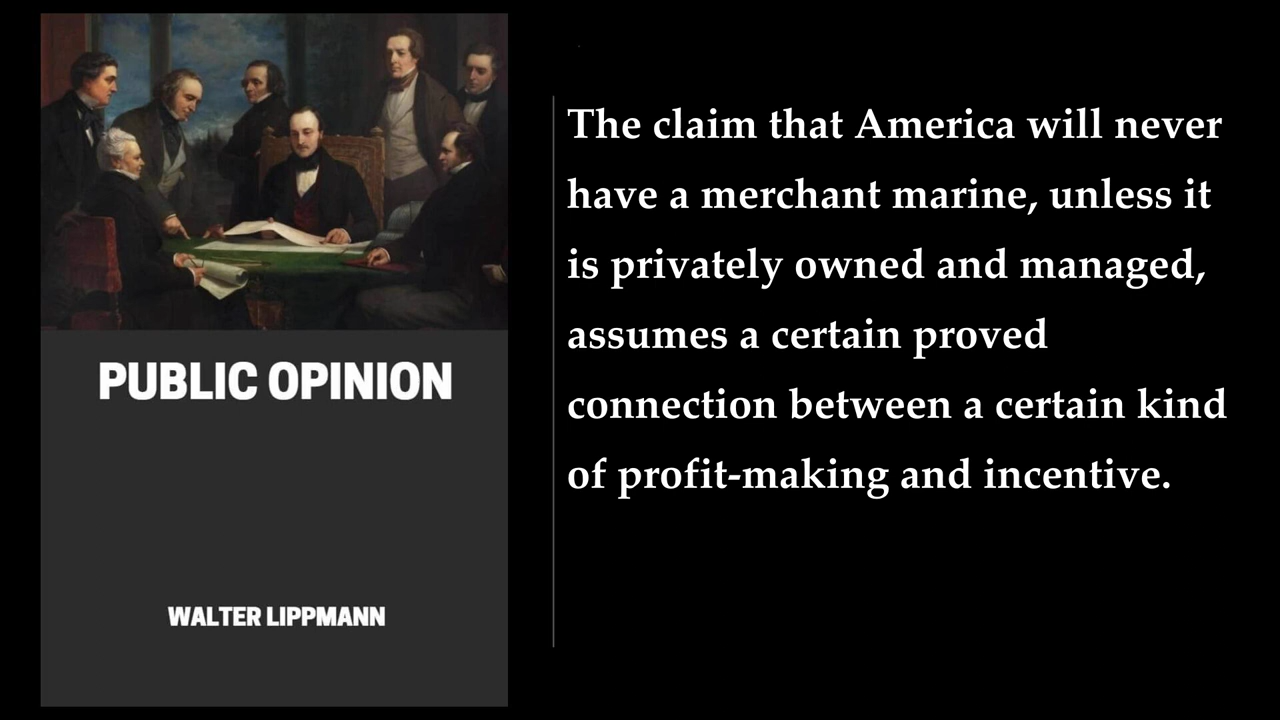 PUBLIC OPINION
WALTER LIPPMANN
The claim that America will never
have a merchant marine, unless it
is privately owned and managed,
assumes a certain proved
connection between a certain kind
of profit-making and incentive.